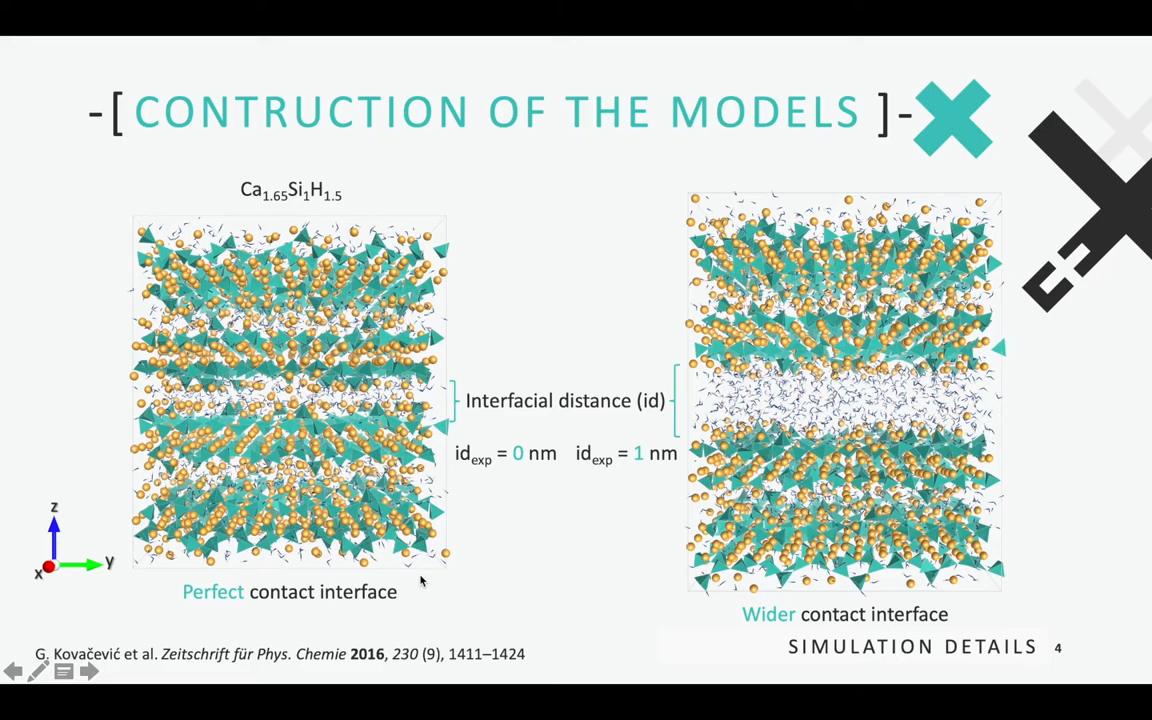 -[ CONTRUCTION OF THE MODELS ]-
Ca1.65Si1H1.5
Interfacial distance (id)
idexp = 0 nm idexp = 1 nm
z
y
x
Perfect contact interface
Wider contact interface
SIMULATION DETAILS 4
G. Kovačević et al. Zeitschrift für Phys. Chemie 2016, 230 (9), 1411–1424